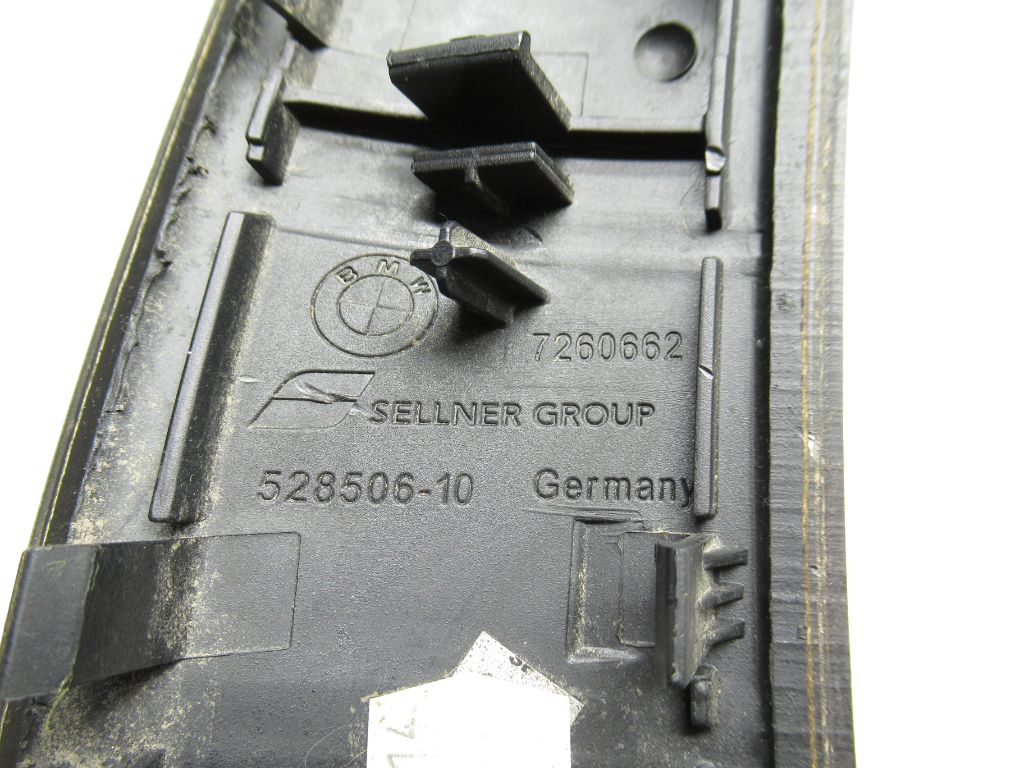 BMW
7260662
SELLNER GROUP
528506-10 Germany